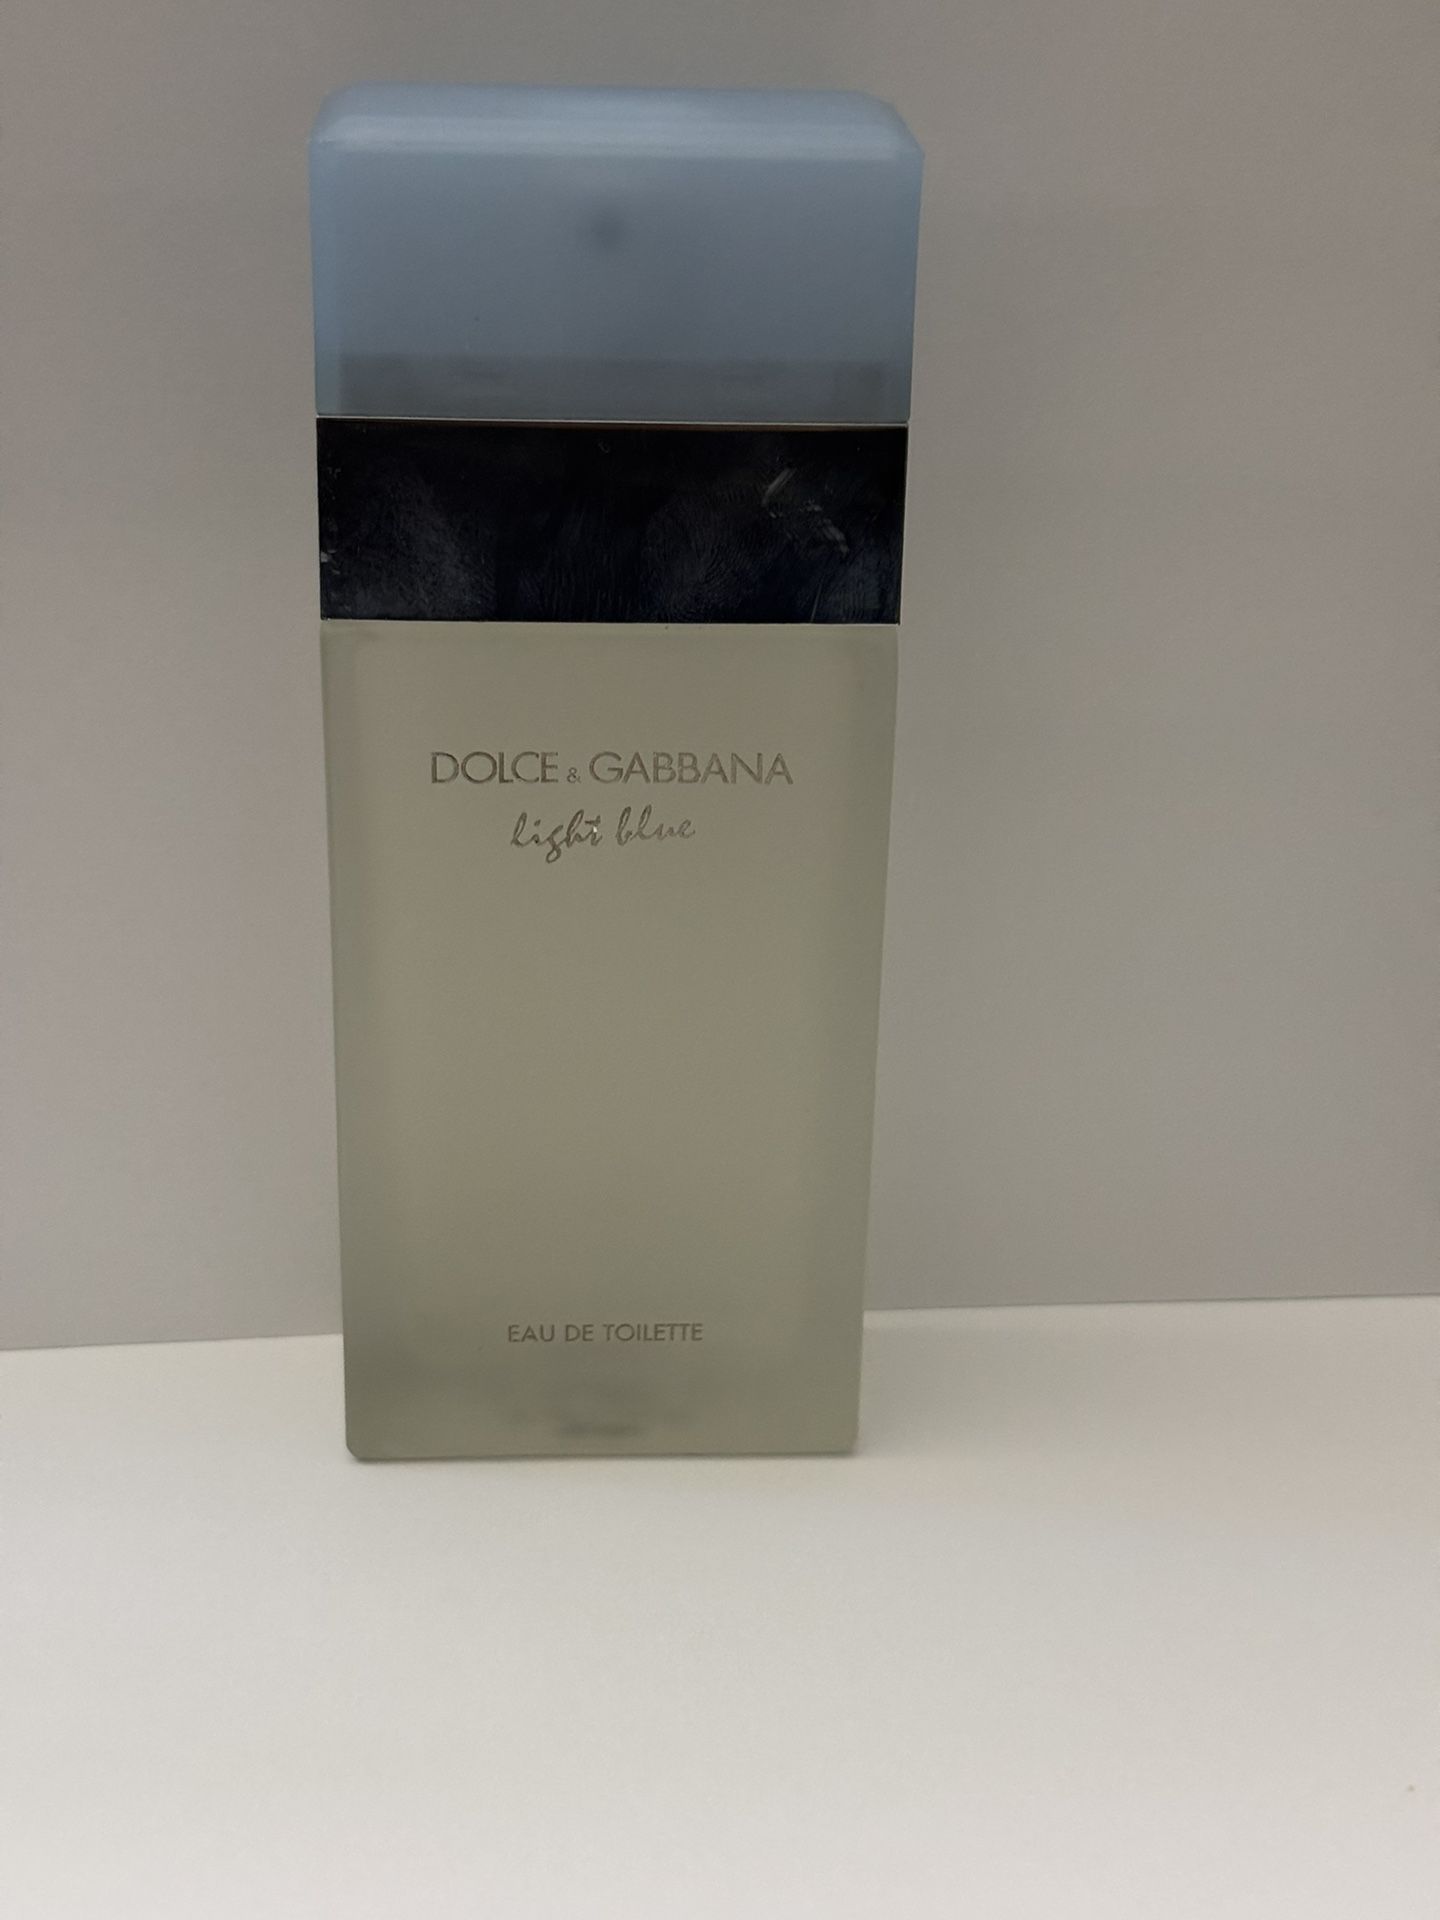 DOLCE & GABBANA
light blue
EAU DE TOILETTE